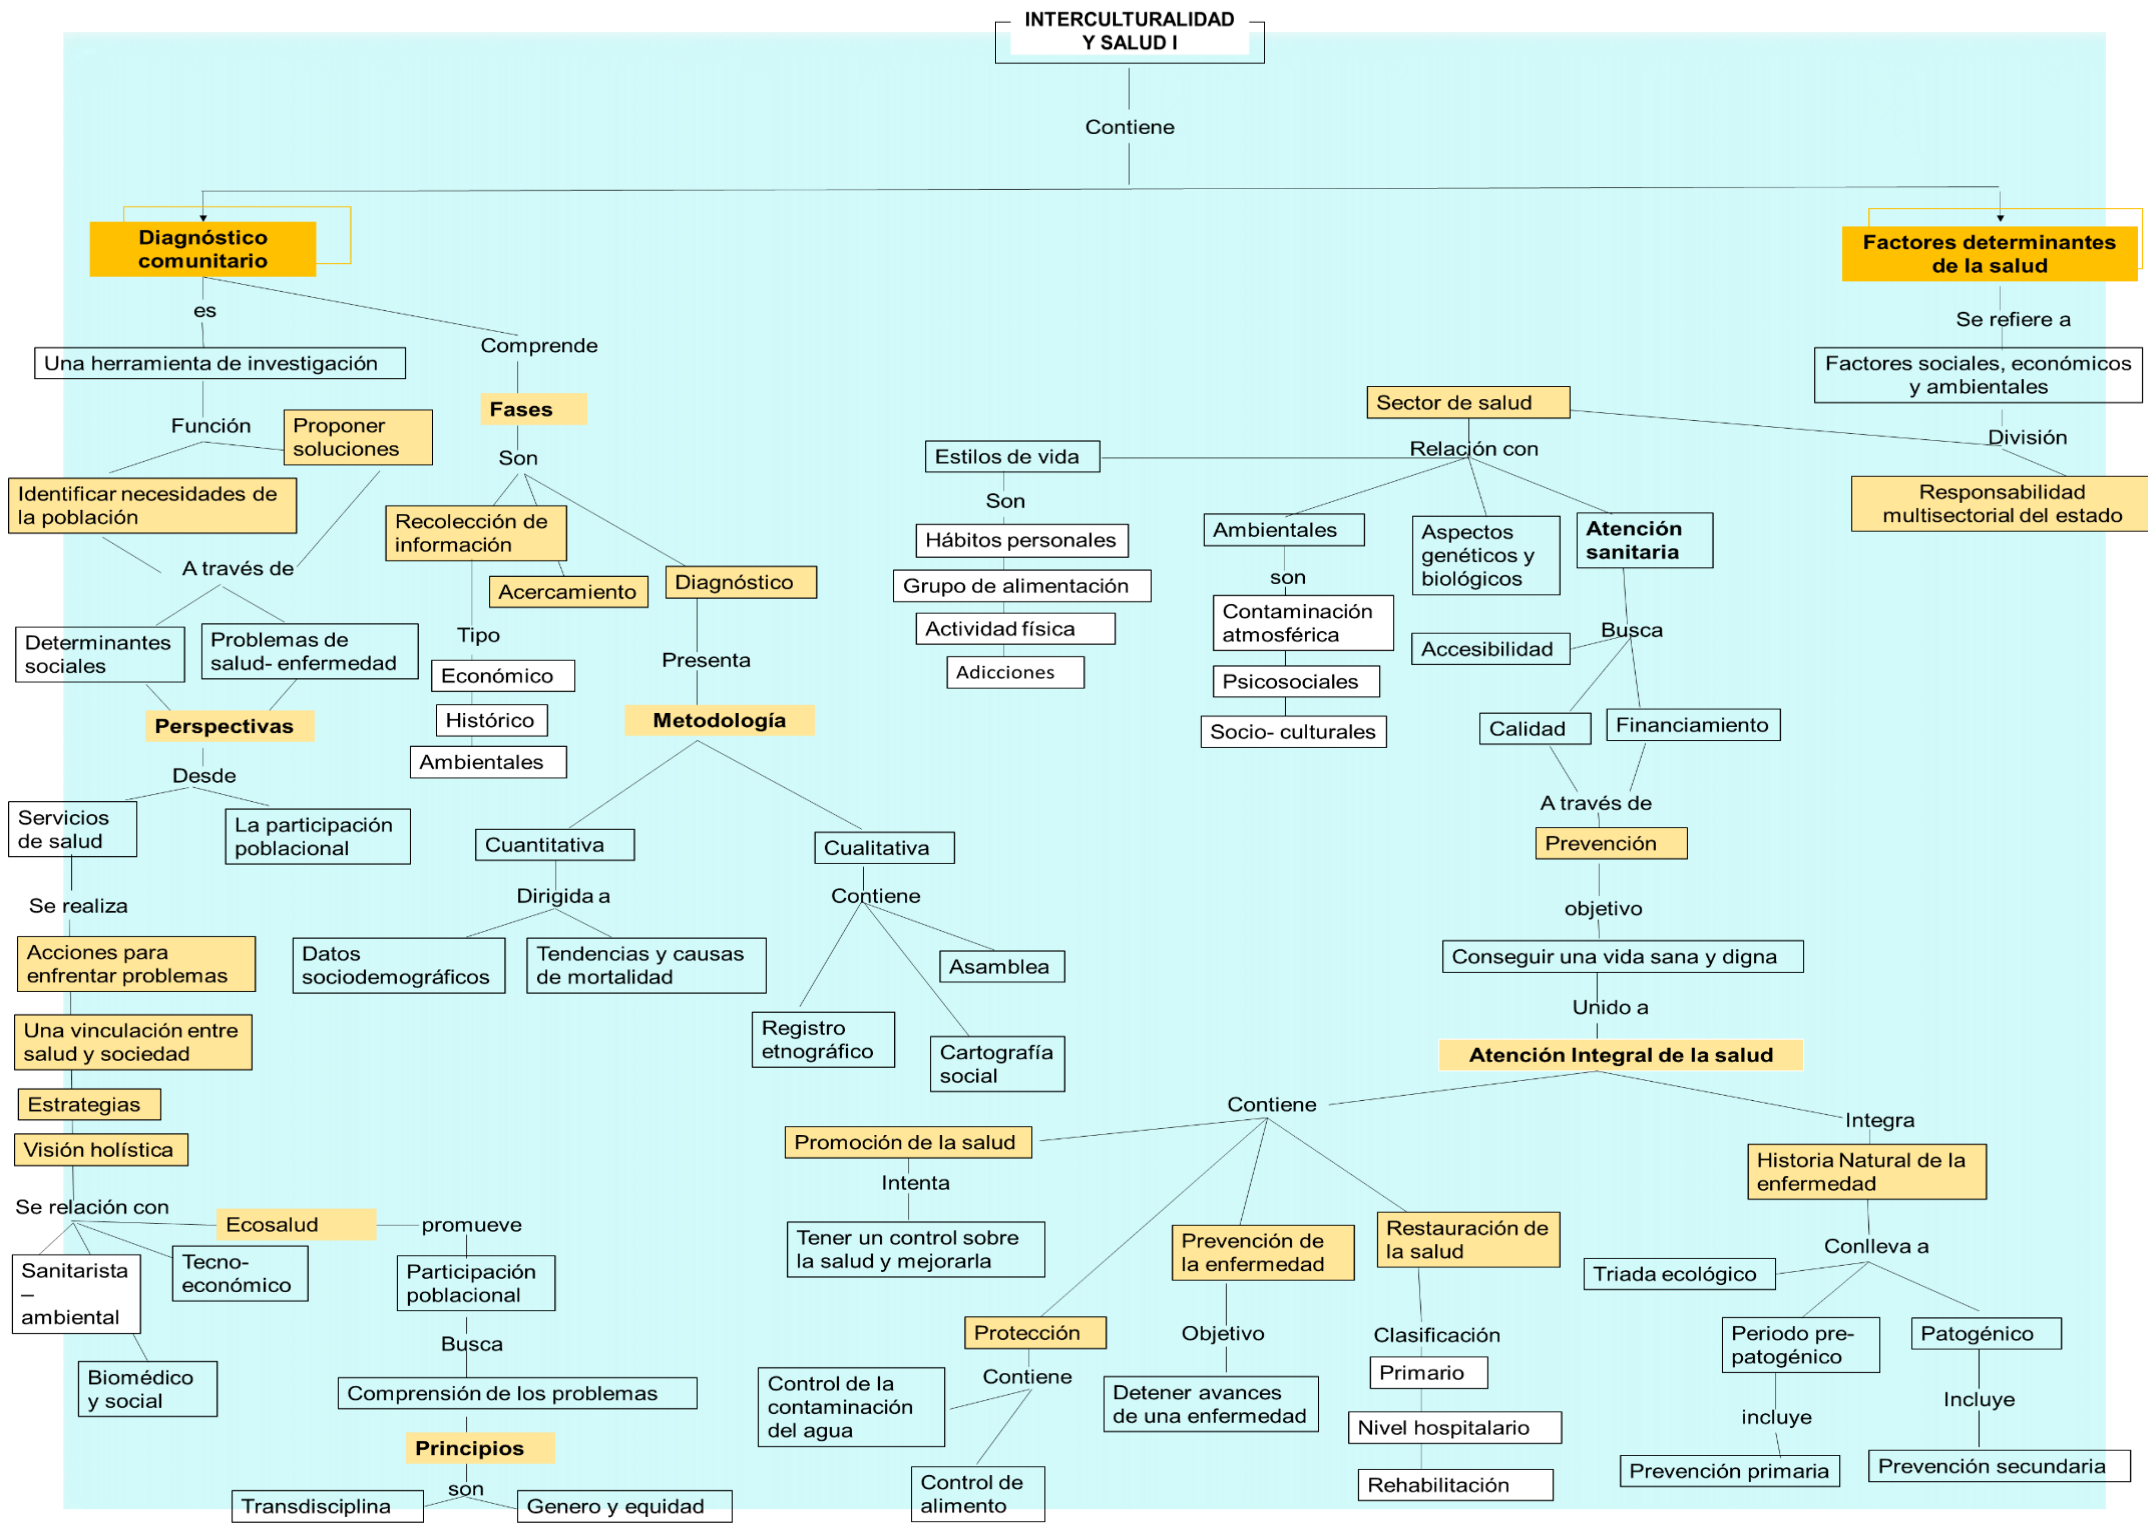 INTERCULTURALIDAD
Y SALUD I
Contiene
Diagnóstico
comunitario
es
Una herramienta de investigación
Función
Proponer
soluciones
Identificar necesidades de
la población
A través de
Determinantes
sociales
Problemas de
salud- enfermedad
Perspectivas
Desde
Servicios
de salud
La participación
poblacional
Se realiza
Acciones para
enfrentar problemas
Una vinculación entre
salud y sociedad
Estrategias
Visión holística
Se relación con
Ecosalud
promueve
Sanitarista
–
ambiental
Tecno-
económico
Biomédico
y social
Participación
poblacional
Busca
Comprensión de los problemas
Principios
son
Transdisciplina
Genero y equidad
Comprende
Fases
Son
Recolección de
información
Acercamiento
Diagnóstico
Tipo
Económico
Histórico
Ambientales
Presenta
Metodología
Cuantitativa
Cualitativa
Dirigida a
Datos
sociodemográficos
Tendencias y causas
de mortalidad
Contiene
Asamblea
Registro
etnográfico
Cartografía
social
Factores determinantes
de la salud
Se refiere a
Factores sociales, económicos
y ambientales
División
Responsabilidad
multisectorial del estado
Sector de salud
Relación con
Estilos de vida
Son
Hábitos personales
Grupo de alimentación
Actividad física
Adicciones
Ambientales
son
Contaminación
atmosférica
Psicosociales
Socio- culturales
Aspectos
genéticos y
biológicos
Atención
sanitaria
Busca
Accesibilidad
Calidad
Financiamiento
A través de
Prevención
objetivo
Conseguir una vida sana y digna
Unido a
Atención Integral de la salud
Contiene
Promoción de la salud
Intenta
Tener un control sobre
la salud y mejorarla
Protección
Contiene
Control de la
contaminación
del agua
Control de
alimento
Prevención de
la enfermedad
Objetivo
Detener avances
de una enfermedad
Restauración de
la salud
Clasificación
Primario
Nivel hospitalario
Rehabilitación
Integra
Historia Natural de la
enfermedad
Conlleva a
Triada ecológico
Periodo pre-
patogénico
incluye
Prevención primaria
Patogénico
Incluye
Prevención secundaria